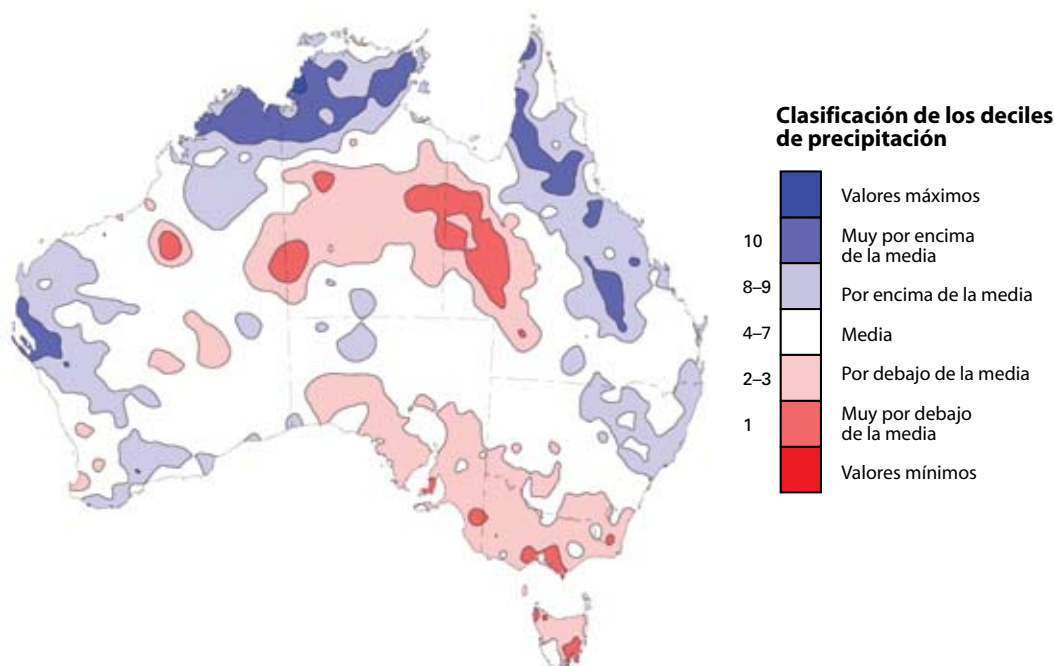 Clasificación de los deciles
de precipitación
Valores máximos
10
Muy por encima
de la media
8–9
Por encima de la media
4–7
Media
2–3
Por debajo de la media
1
Muy por debajo
de la media
Valores mínimos